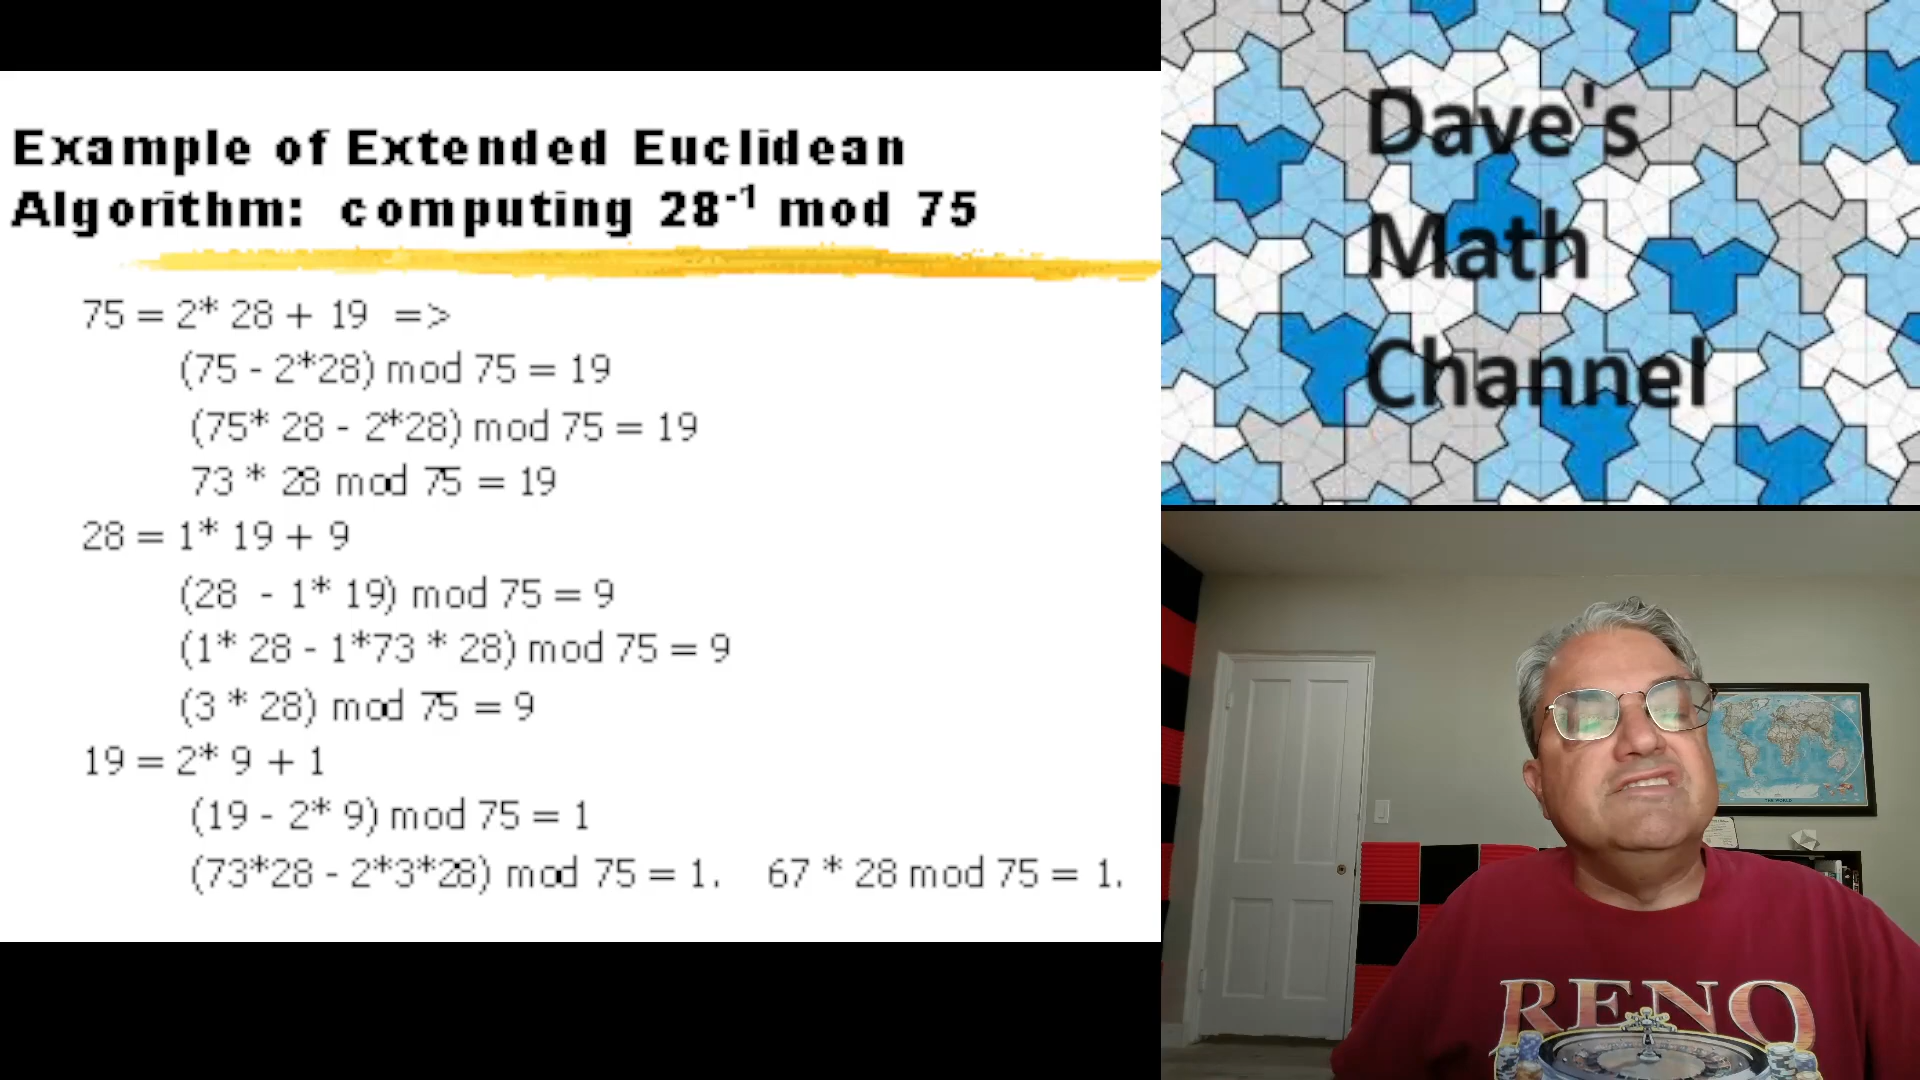 Example of Extended Euclidean
Algorithm: computing 28⁻¹ mod 75
75 = 2* 28 + 19 =>
(75 - 2*28) mod 75 = 19
(75* 28 - 2*28) mod 75 = 19
73 * 28 mod 75 = 19
28 = 1* 19 + 9
(28 - 1* 19) mod 75 = 9
(1* 28 - 1*73 * 28) mod 75 = 9
(3 * 28) mod 75 = 9
19 = 2* 9 + 1
(19 - 2* 9) mod 75 = 1
(73*28 - 2*3*28) mod 75 = 1. 67 * 28 mod 75 = 1.
Dave's
Math
Channel
THE WORLD
RENO